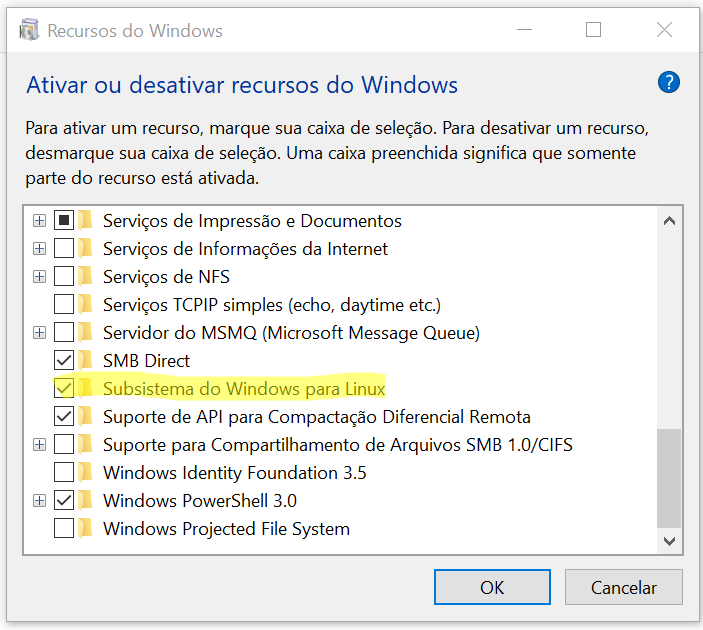 Recursos do Windows
Ativar ou desativar recursos do Windows
?
Para ativar um recurso, marque sua caixa de seleção. Para desativar um recurso,
desmarque sua caixa de seleção. Uma caixa preenchida significa que somente
parte do recurso está ativada.
Serviços de Impressão e Documentos
Serviços de Informações da Internet
Serviços de NFS
Serviços TCPIP simples (echo, daytime etc.)
Servidor do MSMQ (Microsoft Message Queue)
SMB Direct
Subsistema do Windows para Linux
Suporte de API para Compactação Diferencial Remota
Suporte para Compartilhamento de Arquivos SMB 1.0/CIFS
Windows Identity Foundation 3.5
Windows PowerShell 3.0
Windows Projected File System
OK Cancelar